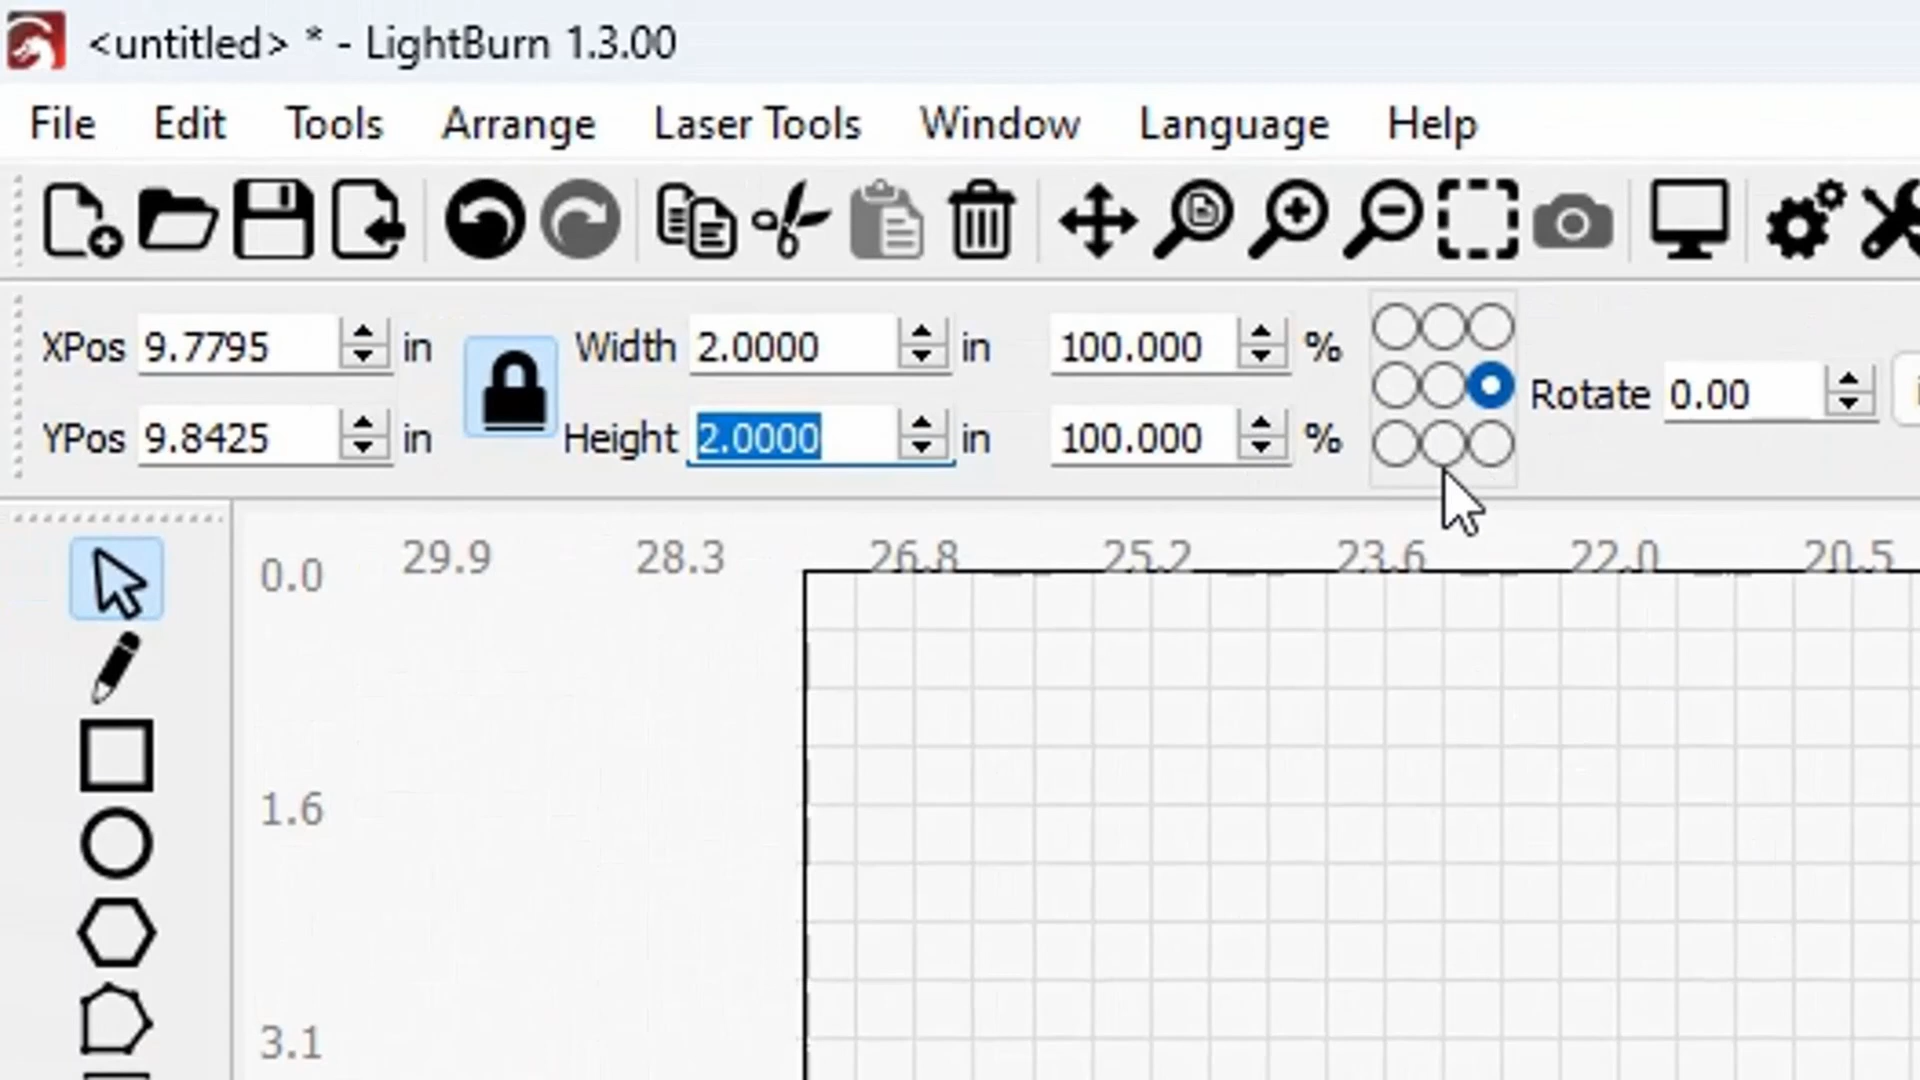 <untitled> * - LightBurn 1.3.00
File Edit Tools Arrange Laser Tools Window Language Help
XPos 9.7795 in Width 2.0000 in 100.000 %
YPos 9.8425 in Height 2.0000 in 100.000 %
Rotate 0.00
29.9 28.3 26.8 25.2 23.6 22.0 20.5
0.0
1.6
3.1